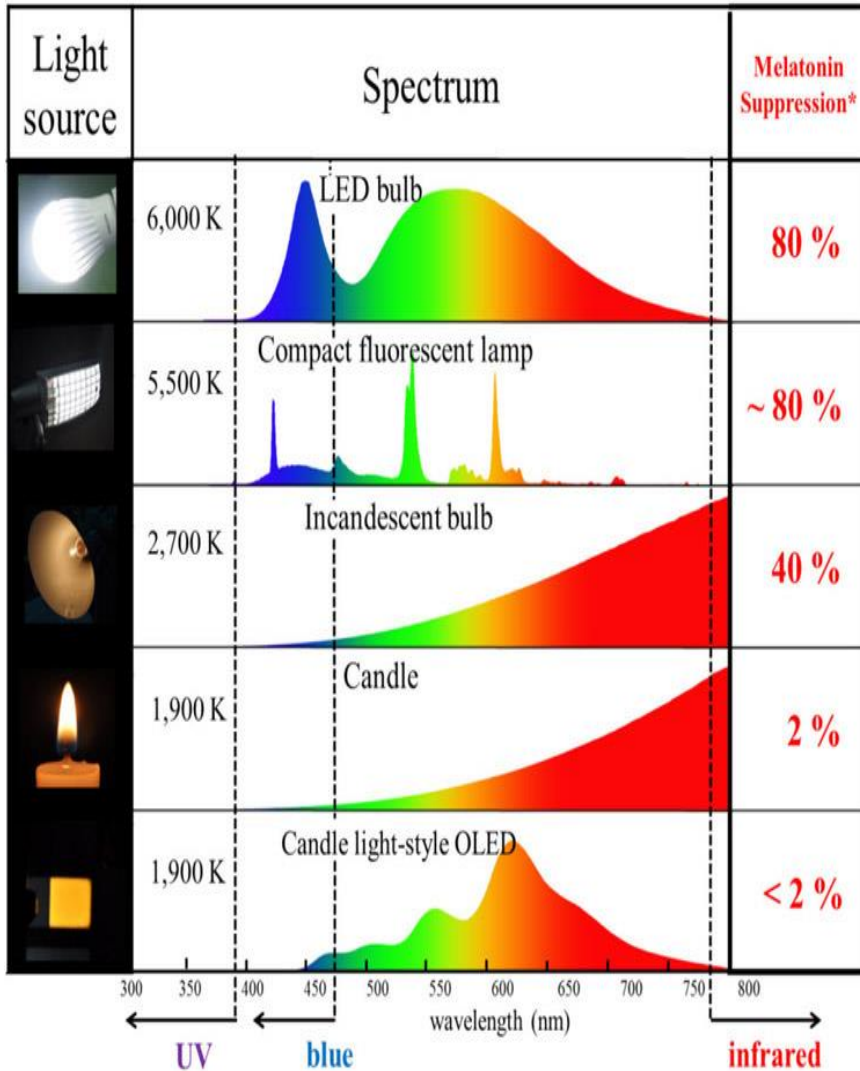 Light
source
Spectrum
Melatonin
Suppression*
6,000 K
LED bulb
80 %
5,500 K
Compact fluorescent lamp
~ 80 %
2,700 K
Incandescent bulb
40 %
1,900 K
Candle
2 %
1,900 K
Candle light-style OLED
< 2 %
300 350 400 450 500 550 600 650 700 750 800
wavelength (nm)
UV blue infrared